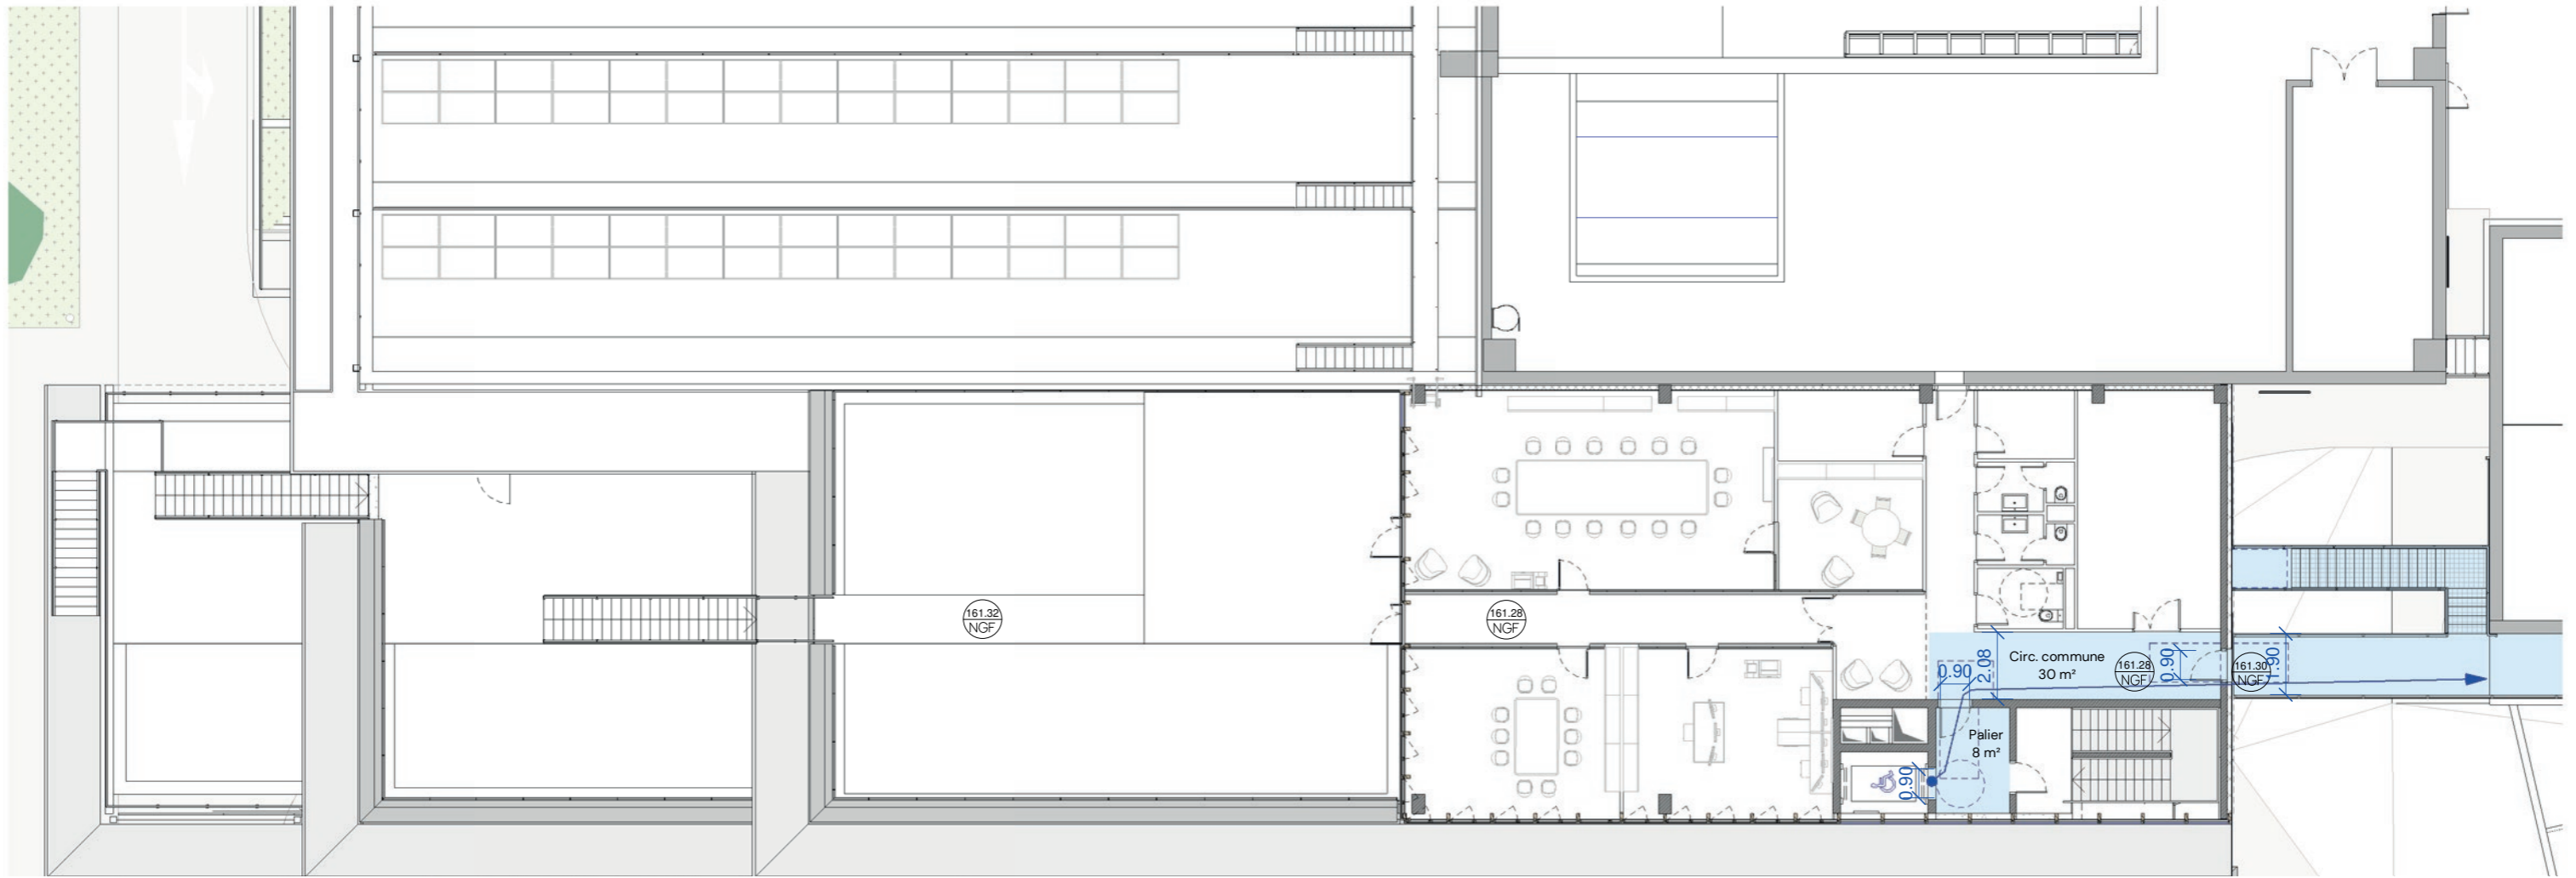 161.32
NGF
161.28
NGF
0.90
2.08
Circ. commune
30 m²
161.28
NGF
0.90
161.30
NGF
1.90
Palier
8 m²
0.90